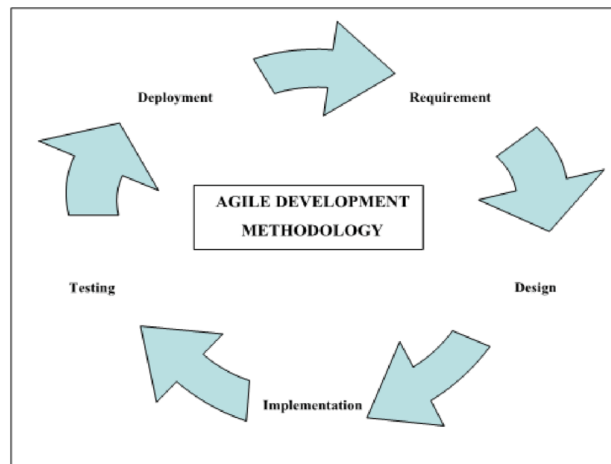 Deployment
Requirement
AGILE DEVELOPMENT
METHODOLOGY
Testing
Design
Implementation